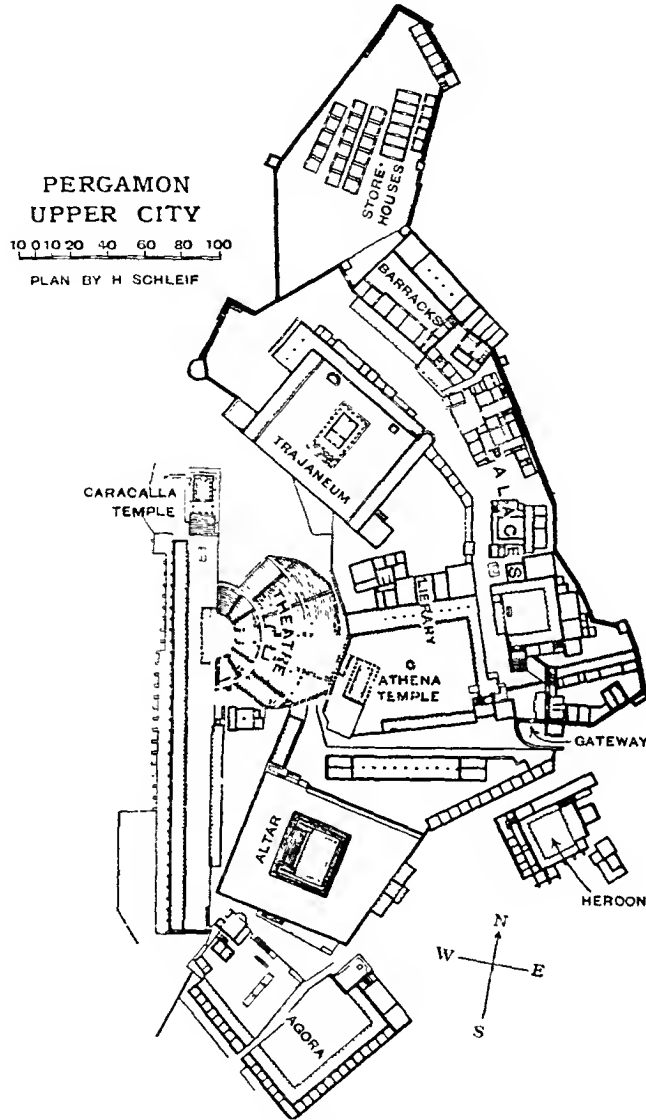 PERGAMON
UPPER CITY
10 0 10 20 40 60 80 100
PLAN BY H SCHLEIF
STORE-
HOUSES
BARRACKS
TRAJANEUM
PALACES
CARACALLA
TEMPLE
THEATRE
LIBRARY
ATHENA
TEMPLE
GATEWAY
ALTAR
HEROON
N
W E
S
AGORA